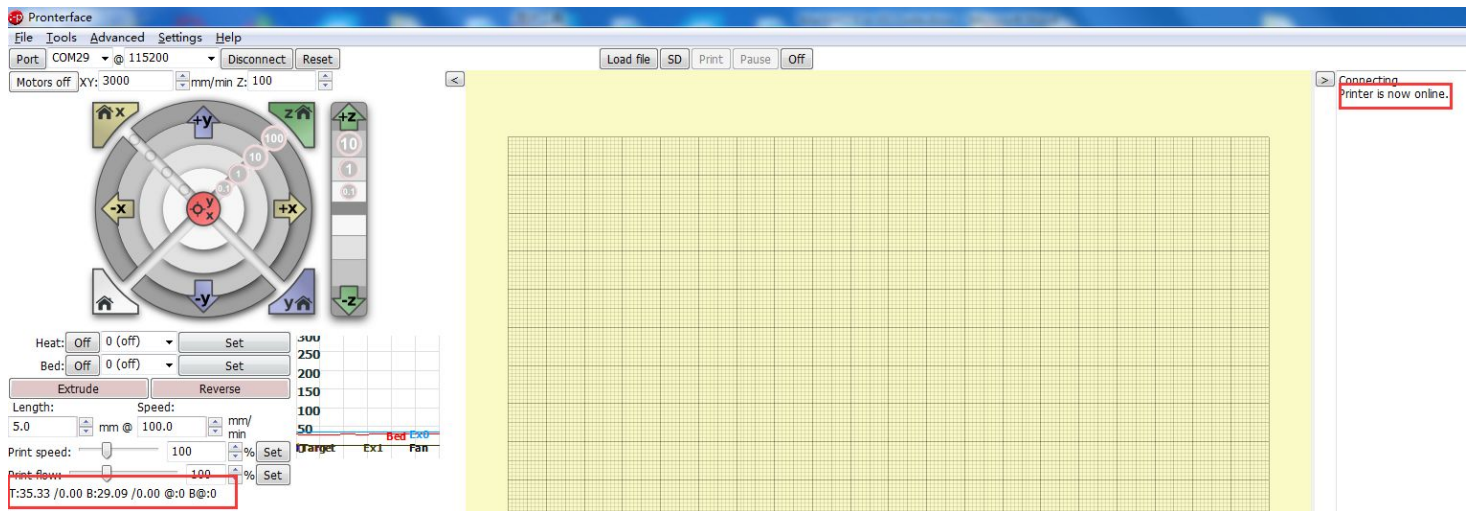 Pronterface
File Tools Advanced Settings Help
Port COM29 @ 115200 Disconnect Reset Load file SD Print Pause Off
Motors off XY: 3000 mm/min Z: 100 < > Connecting...
Printer is now online.
x +y z +z
100 10
10 1
1 0.1
0.1
-x y x +x
-y y -z
Heat: Off 0 (off) Set 300
250
Bed: Off 0 (off) Set 200
Extrude Reverse 150
Length: Speed: 100
5.0 mm @ 100.0 mm/min 50
Bed Ex0
Print speed: 100 % Set Target Ex1 Fan
Print flow: 100 % Set
T:35.33 /0.00 B:29.09 /0.00 @:0 B@:0